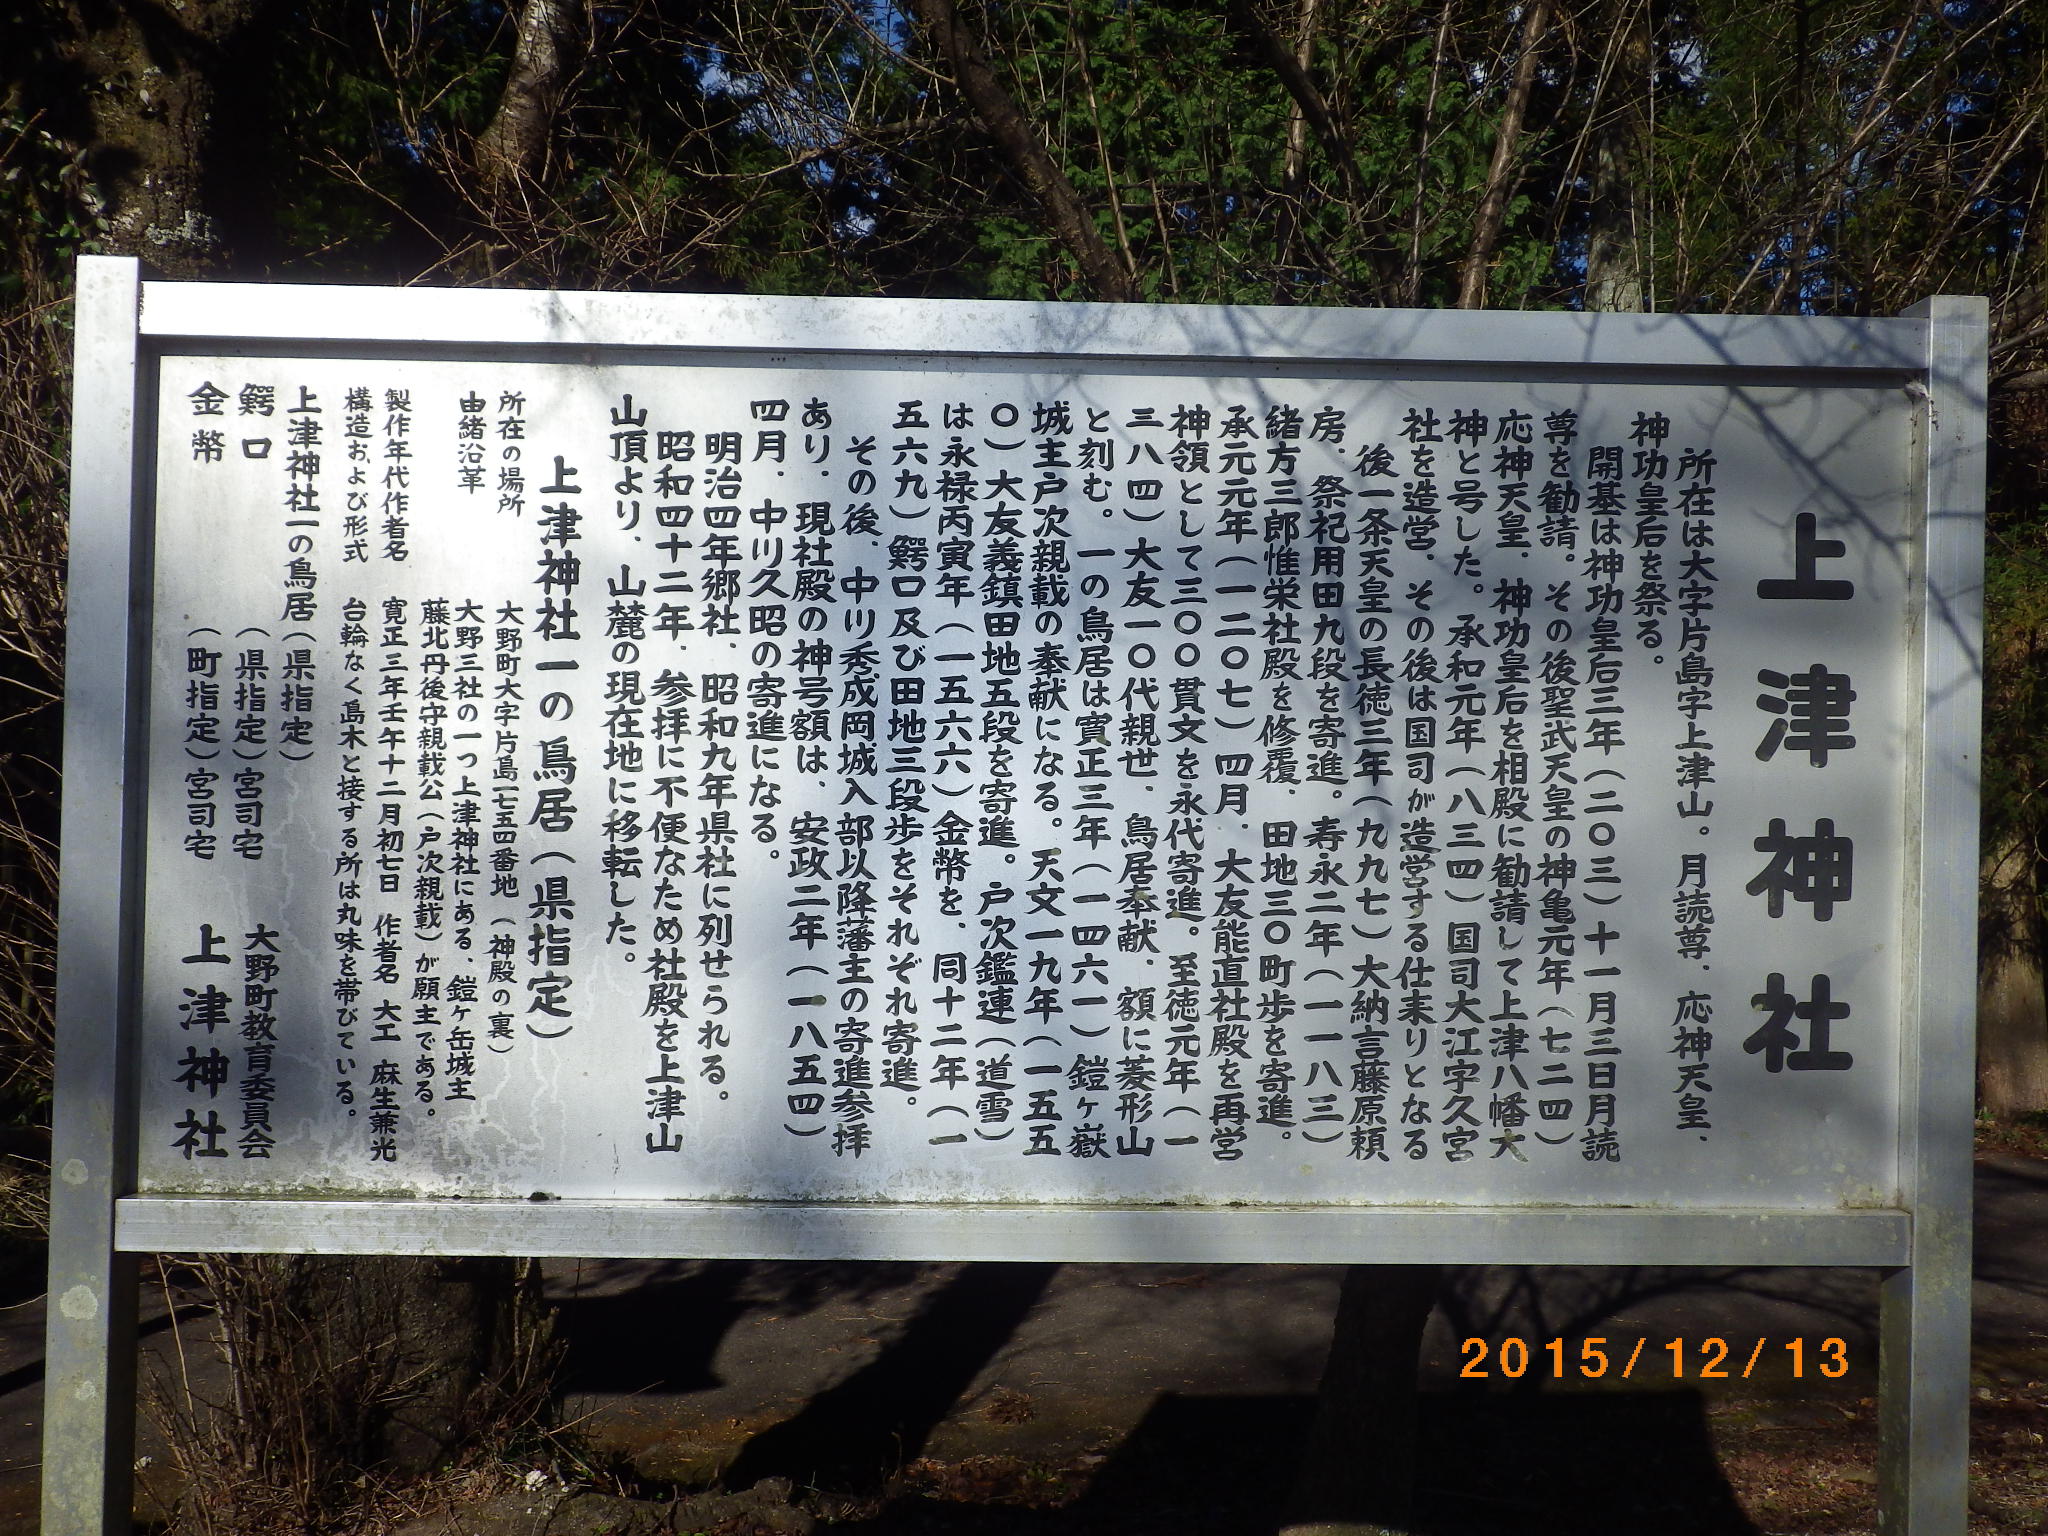 上津神社
所在は大字片島字上津山。月読尊、応神天皇、
神功皇后を祭る。
開基は神功皇后三年(二〇三)十一月三日月読
尊を勧請。その後聖武天皇の神亀元年(七二四)
応神天皇、神功皇后を相殿に勧請して上津八幡大
神と号した。承和元年(八三四)国司大江宇久宮
社を造営、その後は国司が造営する仕来りとなる
後一条天皇の長徳三年(九九七)大納言藤原頼
房、祭祀用田九段を寄進。寿永二年(一一八三)
緒方三郎惟栄社殿を修覆、田地三〇町歩を寄進。
承元元年(一二〇七)四月、大友能直社殿を再営
神領として三〇〇貫文を永代寄進。至徳元年(一
三八四)大友一〇代親世、鳥居奉献、額に菱形山
と刻む。一の鳥居は寛正三年(一四六一)鎧ヶ嶽
城主戸次親載の奉献になる。天文一九年(一五五
〇)大友義鎮田地五段を寄進。戸次鑑連(道雪)
は永禄丙寅年(一五六六)金幣を、同十二年(一
五六九)鰐口及び田地三段歩をそれぞれ寄進。
その後、中川秀成岡城入部以降藩主の寄進参拝
あり、現社殿の神号額は、安政二年(一八五四)
四月、中川久昭の寄進になる。
明治四年郷社、昭和九年県社に列せられる。
昭和四十二年、参拝に不便なため社殿を上津山
山頂より、山麓の現在地に移転した。
上津神社一の鳥居(県指定)
所在の場所 大野町大字片島一七五四番地(神殿の裏)
由緒沿革 大野三社の一つ上津神社にある、鎧ヶ岳城主
藤北丹後守親載公(戸次親載)が願主である。
製作年代作者名 寛正三年壬午十二月初七日 作者名 大工 麻生兼光
構造および形式 台輪なく島木と接する所は丸味を帯びている。
上津神社一の鳥居(県指定)
鰐口 (県指定)宮司宅 大野町教育委員会
金幣 (町指定)宮司宅 上津神社
2015/12/13